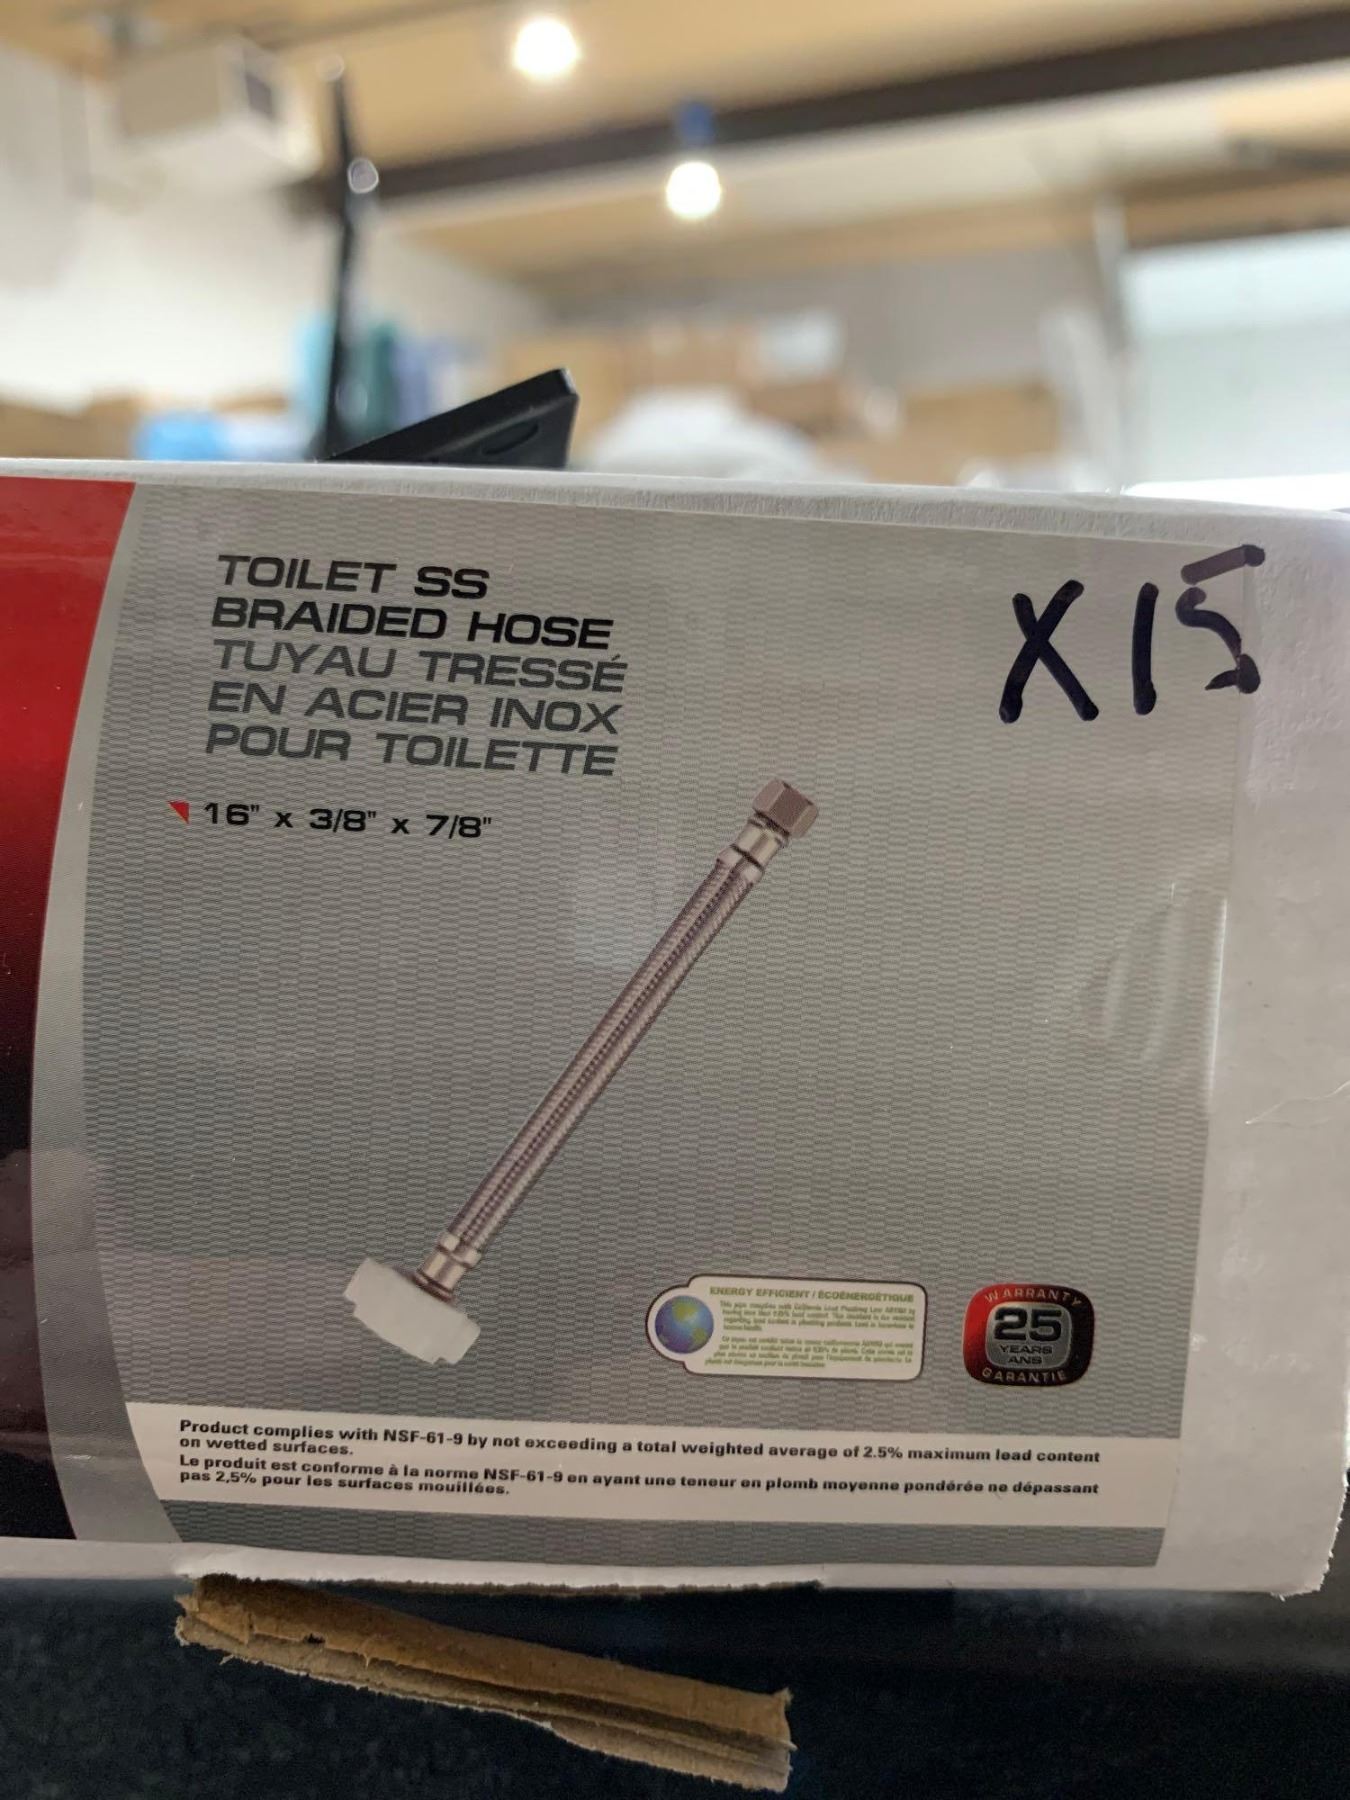 TOILET SS
BRAIDED HOSE
TUYAU TRESSÉ
EN ACIER INOX
POUR TOILETTE
16" x 3/8" x 7/8"
X15
ENERGY EFFICIENT / ÉCOÉNERGÉTIQUE
WARRANTY
25
YEARS
ANS
GARANTIE
Product complies with NSF-61-9 by not exceeding a total weighted average of 2.5% maximum lead content
on wetted surfaces.
Le produit est conforme à la norme NSF-61-9 en ayant une teneur en plomb moyenne pondérée ne dépassant
pas 2,5% pour les surfaces mouillées.